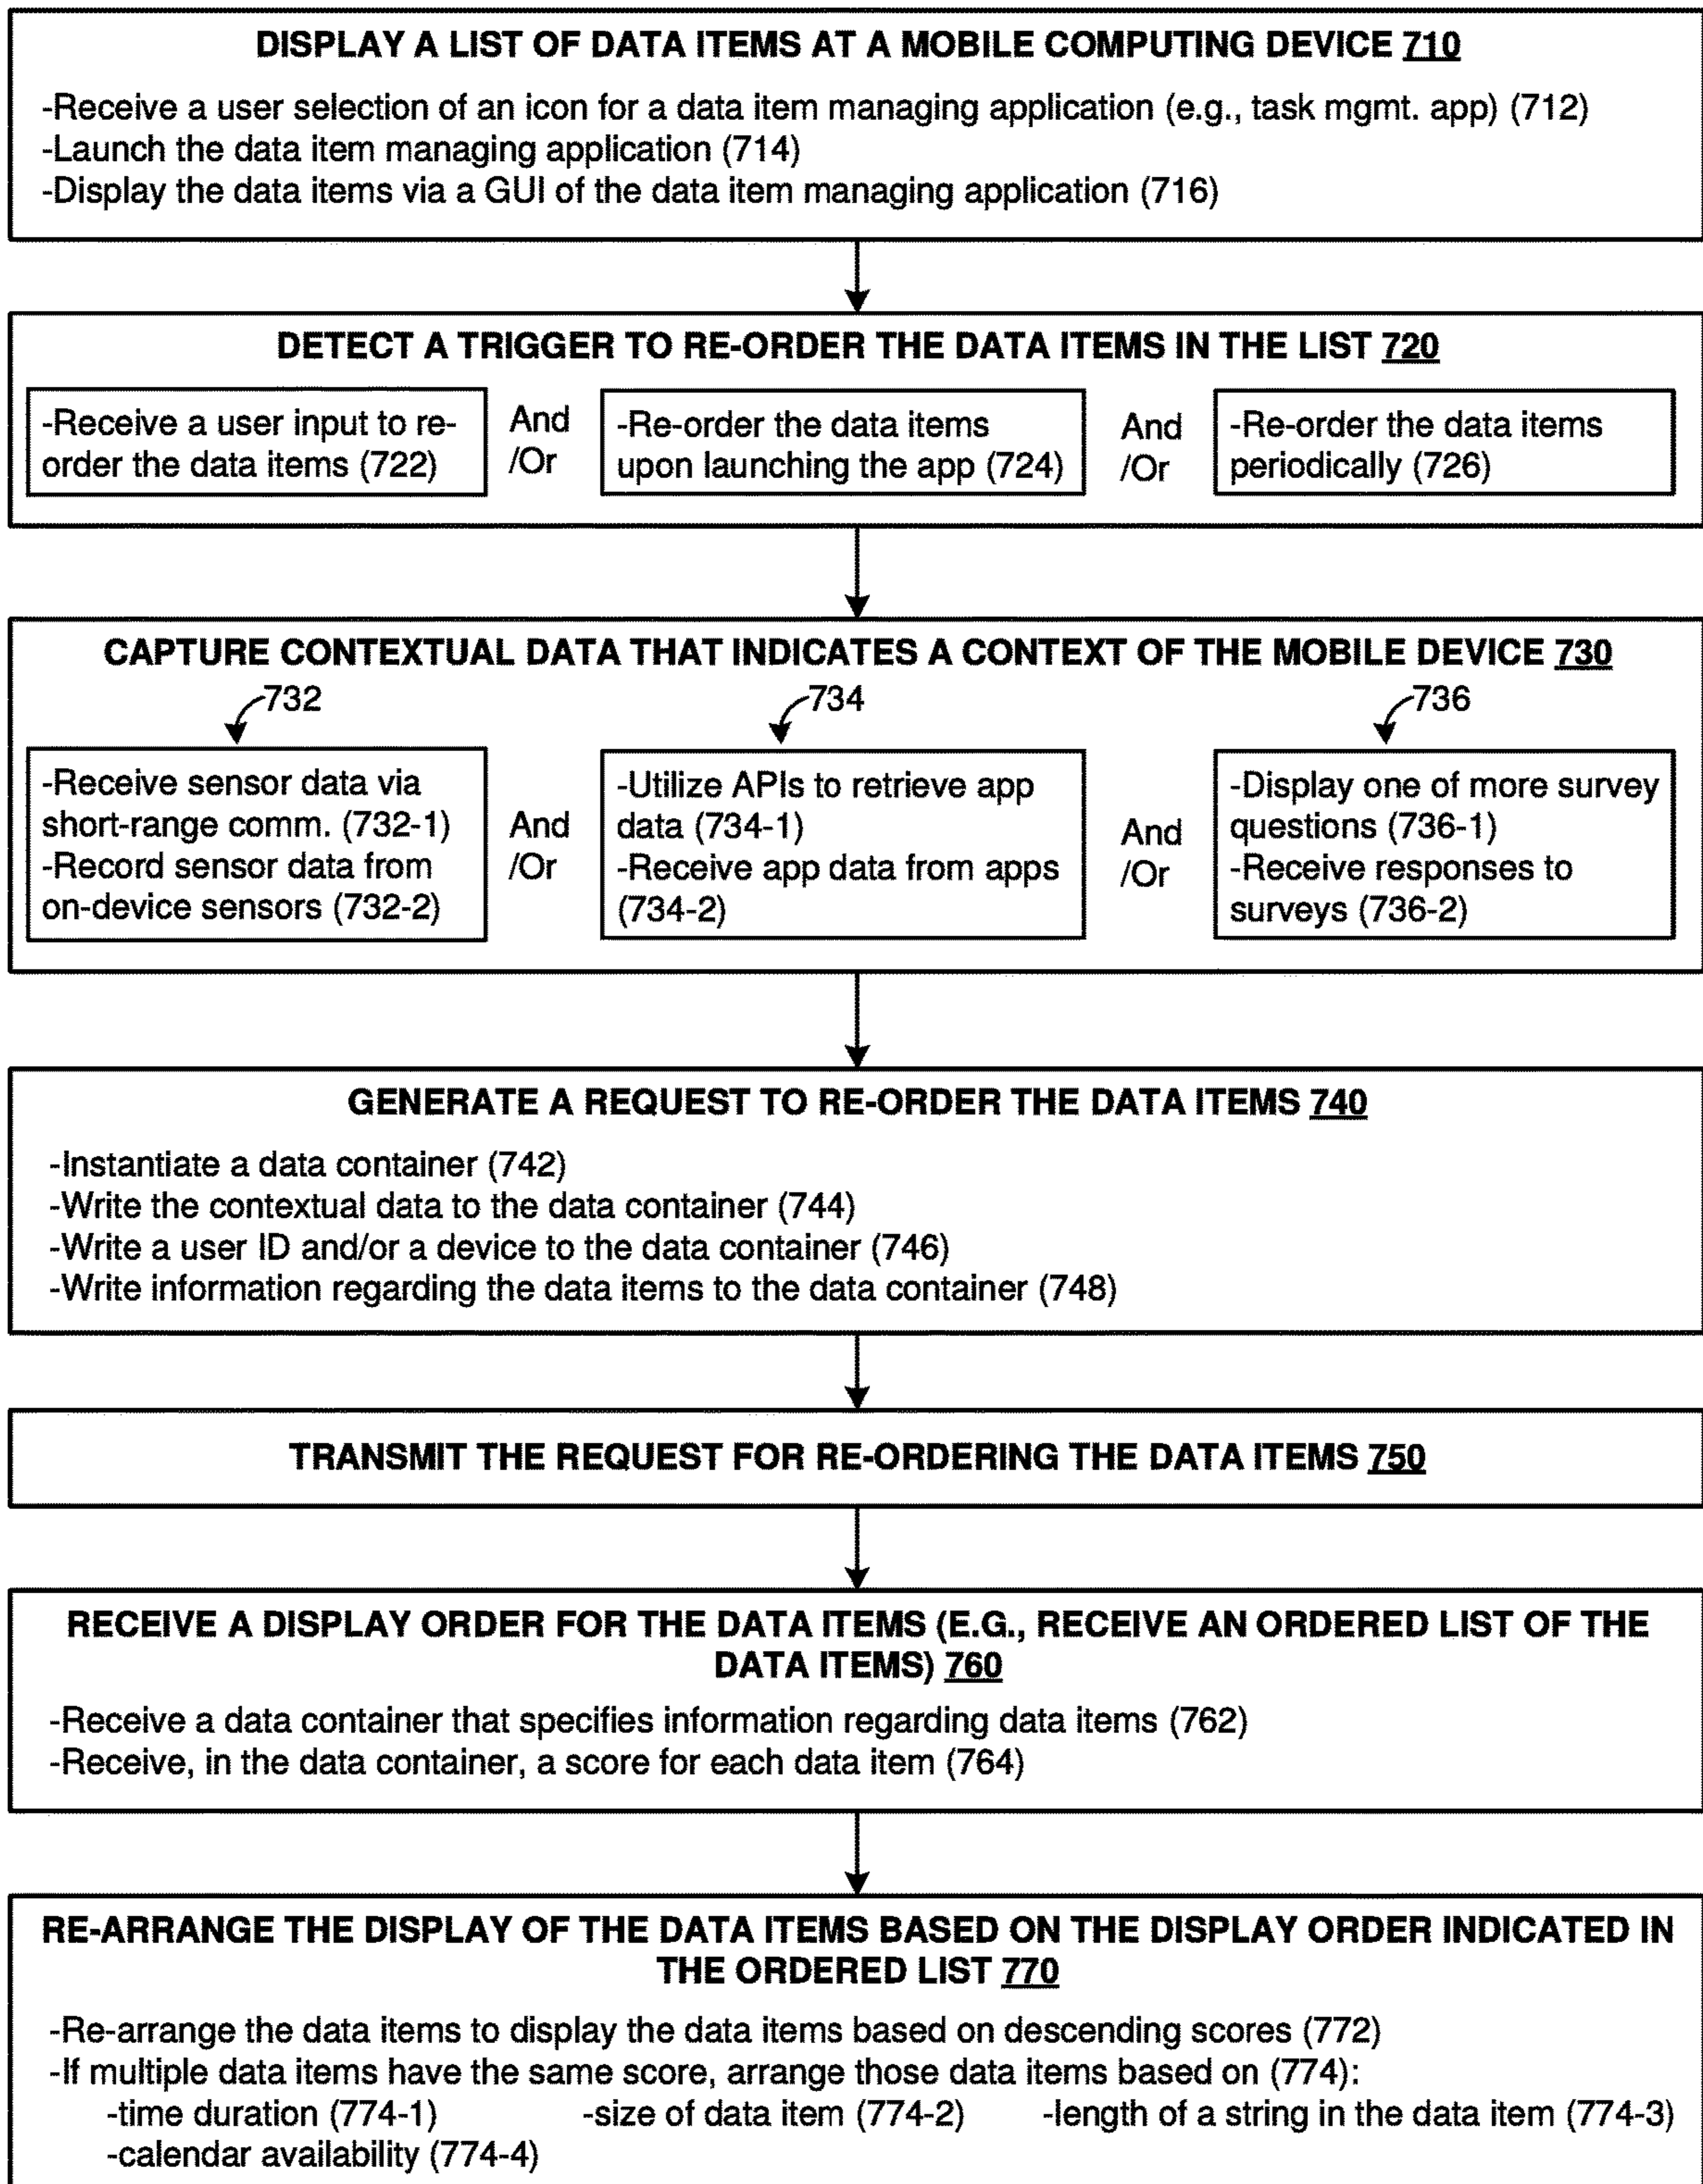 DISPLAY A LIST OF DATA ITEMS AT A MOBILE COMPUTING DEVICE 710
-Receive a user selection of an icon for a data item managing application (e.g., task mgmt. app) (712)
-Launch the data item managing application (714)
-Display the data items via a GUI of the data item managing application (716)
DETECT A TRIGGER TO RE-ORDER THE DATA ITEMS IN THE LIST 720
-Receive a user input to re-
order the data items (722)
And
/Or
-Re-order the data items
upon launching the app (724)
And
/Or
-Re-order the data items
periodically (726)
CAPTURE CONTEXTUAL DATA THAT INDICATES A CONTEXT OF THE MOBILE DEVICE 730
732
734
736
-Receive sensor data via
short-range comm. (732-1)
-Record sensor data from
on-device sensors (732-2)
And
/Or
-Utilize APIs to retrieve app
data (734-1)
-Receive app data from apps
(734-2)
And
/Or
-Display one of more survey
questions (736-1)
-Receive responses to
surveys (736-2)
GENERATE A REQUEST TO RE-ORDER THE DATA ITEMS 740
-Instantiate a data container (742)
-Write the contextual data to the data container (744)
-Write a user ID and/or a device to the data container (746)
-Write information regarding the data items to the data container (748)
TRANSMIT THE REQUEST FOR RE-ORDERING THE DATA ITEMS 750
RECEIVE A DISPLAY ORDER FOR THE DATA ITEMS (E.G., RECEIVE AN ORDERED LIST OF THE
DATA ITEMS) 760
-Receive a data container that specifies information regarding data items (762)
-Receive, in the data container, a score for each data item (764)
RE-ARRANGE THE DISPLAY OF THE DATA ITEMS BASED ON THE DISPLAY ORDER INDICATED IN
THE ORDERED LIST 770
-Re-arrange the data items to display the data items based on descending scores (772)
-If multiple data items have the same score, arrange those data items based on (774):
-time duration (774-1) -size of data item (774-2) -length of a string in the data item (774-3)
-calendar availability (774-4)